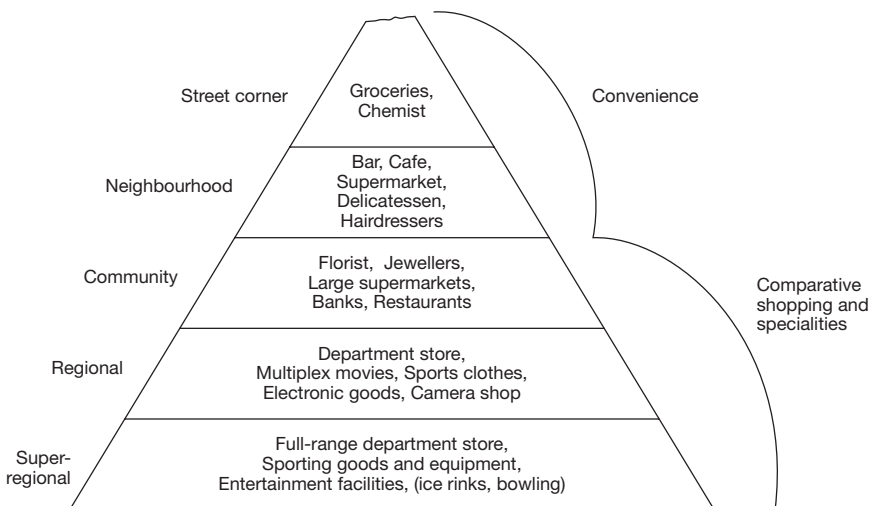 Street corner
Groceries,
Chemist
Convenience
Neighbourhood
Bar, Cafe,
Supermarket,
Delicatessen,
Hairdressers
Community
Florist, Jewellers,
Large supermarkets,
Banks, Restaurants
Comparative
shopping and
specialities
Regional
Department store,
Multiplex movies, Sports clothes,
Electronic goods, Camera shop
Super-
regional
Full-range department store,
Sporting goods and equipment,
Entertainment facilities, (ice rinks, bowling)